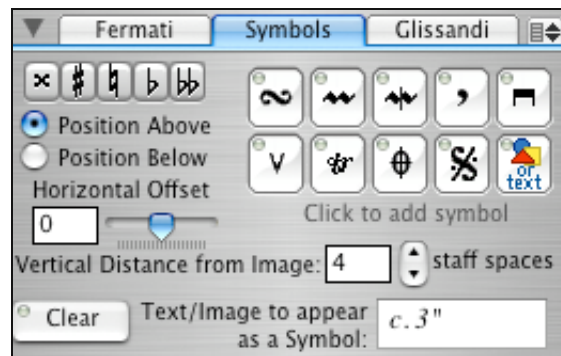 Fermati Symbols Glissandi
Position Above
Position Below
Horizontal Offset
0
V tr
or
text
Click to add symbol
Vertical Distance from Image: 4 staff spaces
Clear
Text/Image to appear
as a Symbol:
c.3"